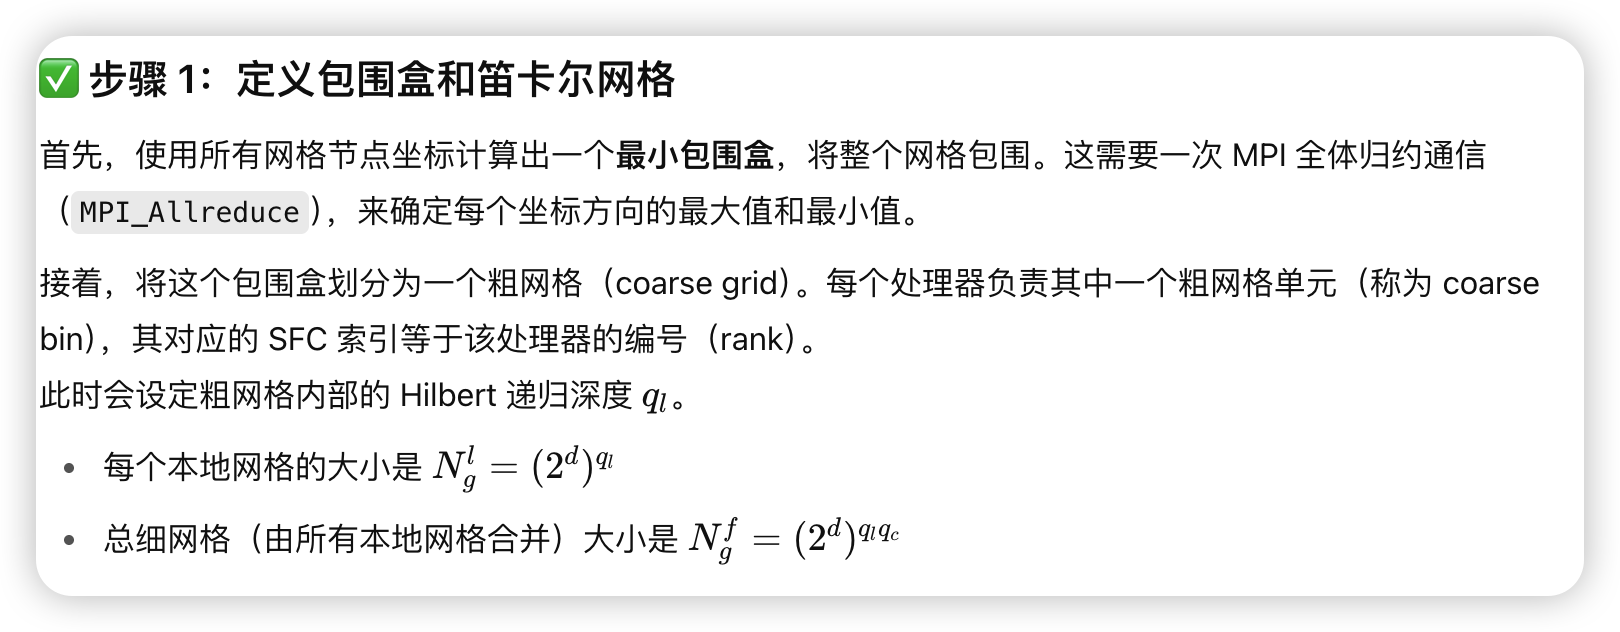 ✅ 步骤 1：定义包围盒和笛卡尔网格
首先，使用所有网格节点坐标计算出一个最小包围盒，将整个网格包围。这需要一次 MPI 全体归约通信
（MPI_Allreduce），来确定每个坐标方向的最大值和最小值。
接着，将这个包围盒划分为一个粗网格（coarse grid）。每个处理器负责其中一个粗网格单元（称为 coarse
bin），其对应的 SFC 索引等于该处理器的编号（rank）。
此时会设定粗网格内部的 Hilbert 递归深度 $q_l$。
• 每个本地网格的大小是 $N_g^l = (2^d)^{q_l}$
• 总细网格（由所有本地网格合并）大小是 $N_g^f = (2^d)^{q_l q_c}$